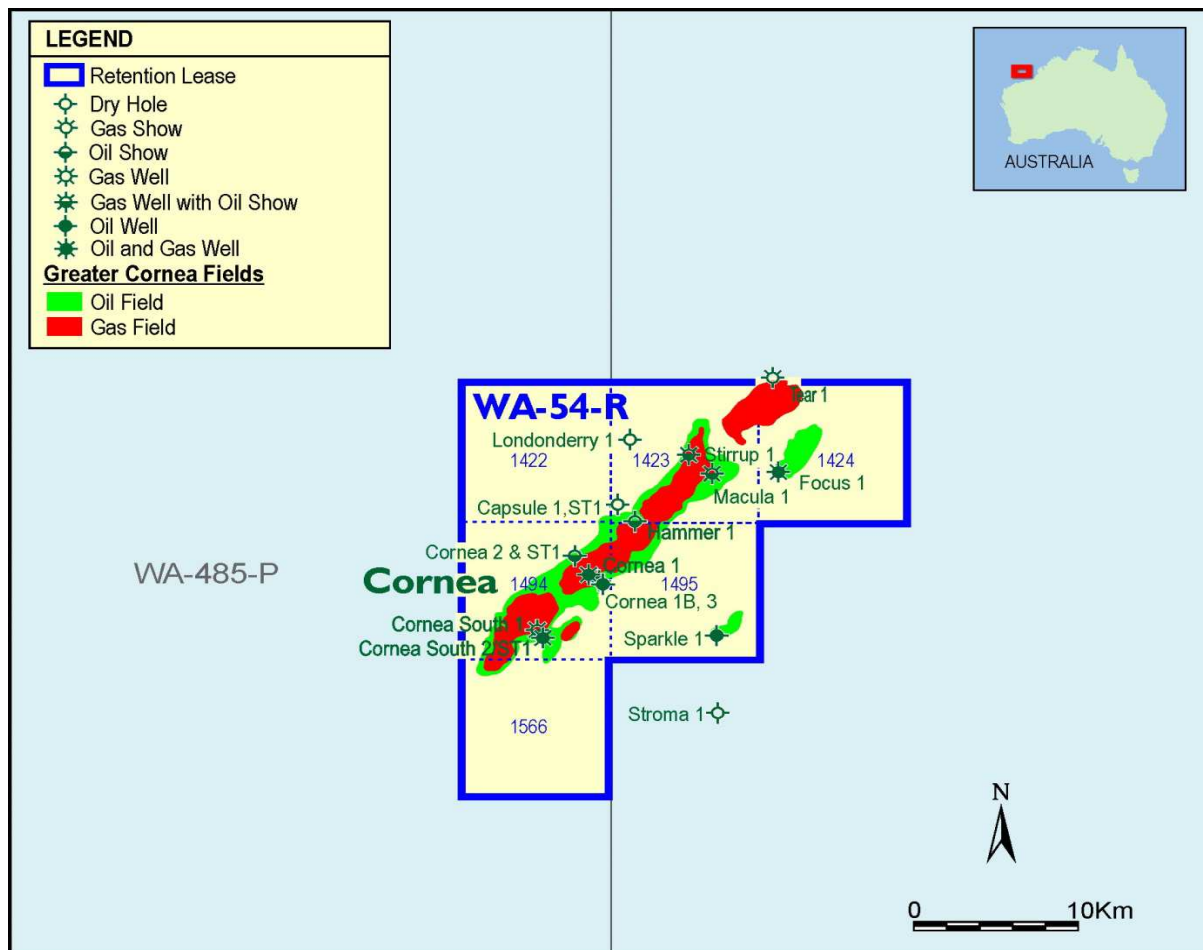 LEGEND
Retention Lease
Dry Hole
Gas Show
Oil Show
Gas Well
Gas Well with Oil Show
Oil Well
Oil and Gas Well
Greater Cornea Fields
Oil Field
Gas Field
AUSTRALIA
WA-54-R
Tear 1
Londonderry 1
1422
1423
Stirrup 1
1424
Macula 1
Focus 1
Capsule 1,ST1
Hammer 1
Cornea 2 & ST1
Cornea 1
WA-485-P
Cornea
1494
1495
Cornea 1B, 3
Cornea South 1
Sparkle 1
Cornea South 2/ST1
1566
Stroma 1
N
0 10Km